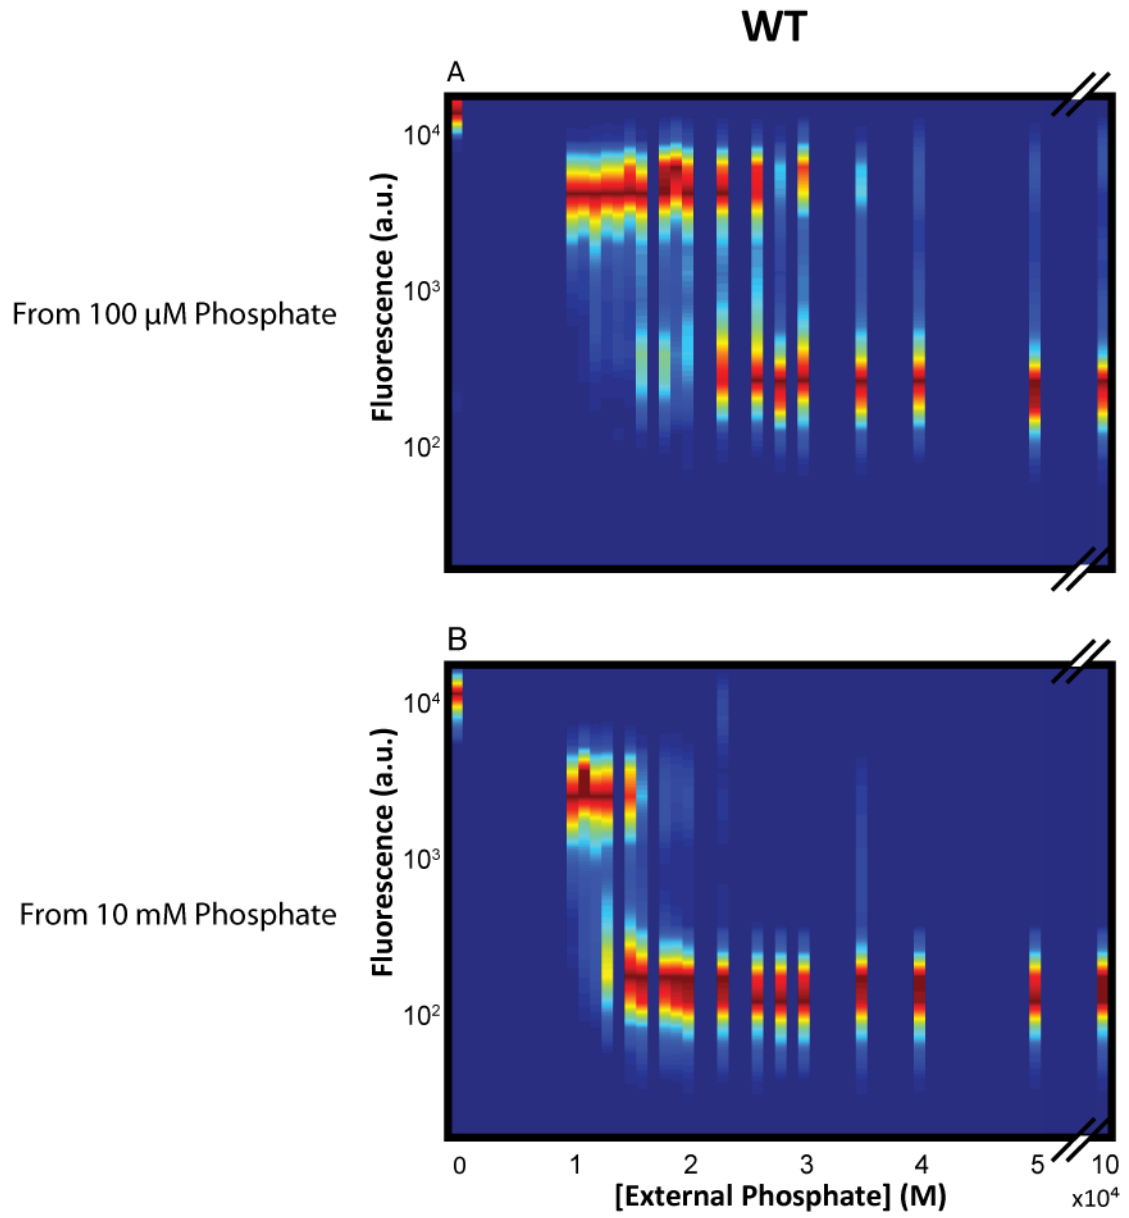 WT
A
10⁴
10³
10²
Fluorescence (a.u.)
From 100 µM Phosphate
B
10⁴
10³
10²
Fluorescence (a.u.)
From 10 mM Phosphate
0 1 2 3 4 5 10
[External Phosphate] (M) x10⁴